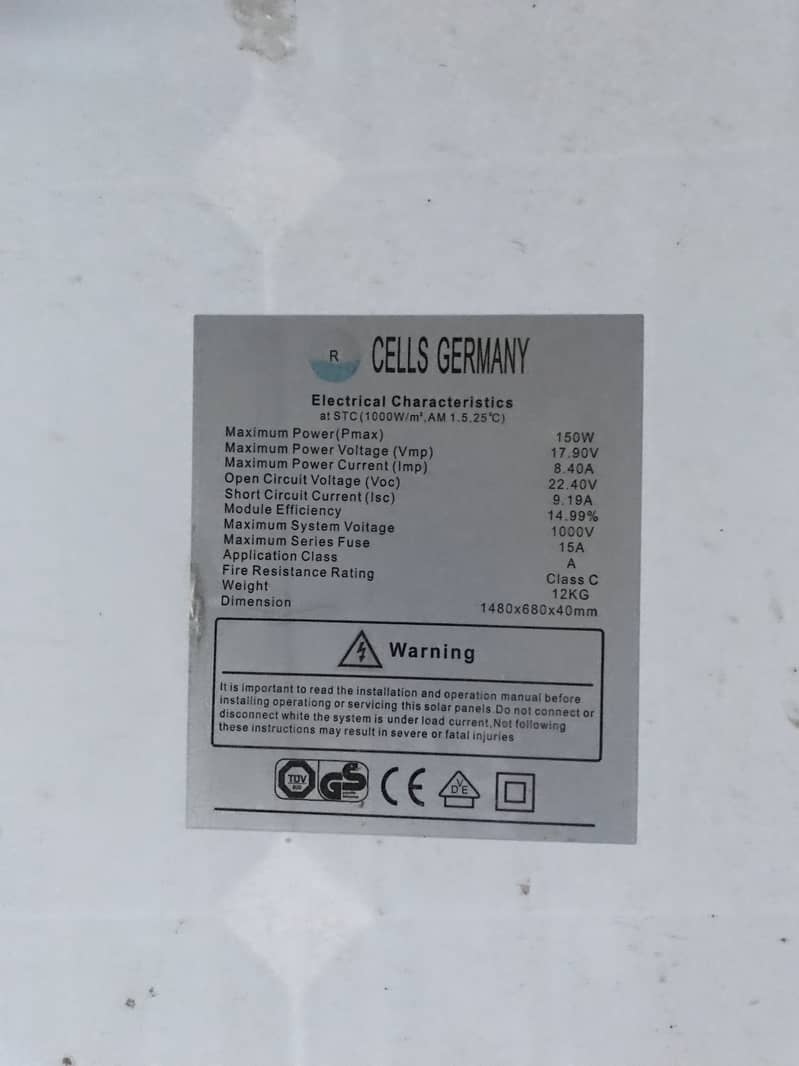 R CELLS GERMANY
Electrical Characteristics
at STC(1000W/m²,AM 1.5,25℃)
Maximum Power(Pmax) 150W
Maximum Power Voltage (Vmp) 17.90V
Maximum Power Current (Imp) 8.40A
Open Circuit Voltage (Voc) 22.40V
Short Circuit Current (Isc) 9.19A
Module Efficiency 14.99%
Maximum System Voitage 1000V
Maximum Series Fuse 15A
Application Class A
Fire Resistance Rating Class C
Weight 12KG
Dimension 1480x680x40mm
Warning
It is important to read the installation and operation manual before
installing operationg or servicing this solar panels.Do not connect or
disconnect white the system is under load current,Not following
these instructions may result in severe or fatal injuries
TÜV GS CE VDE